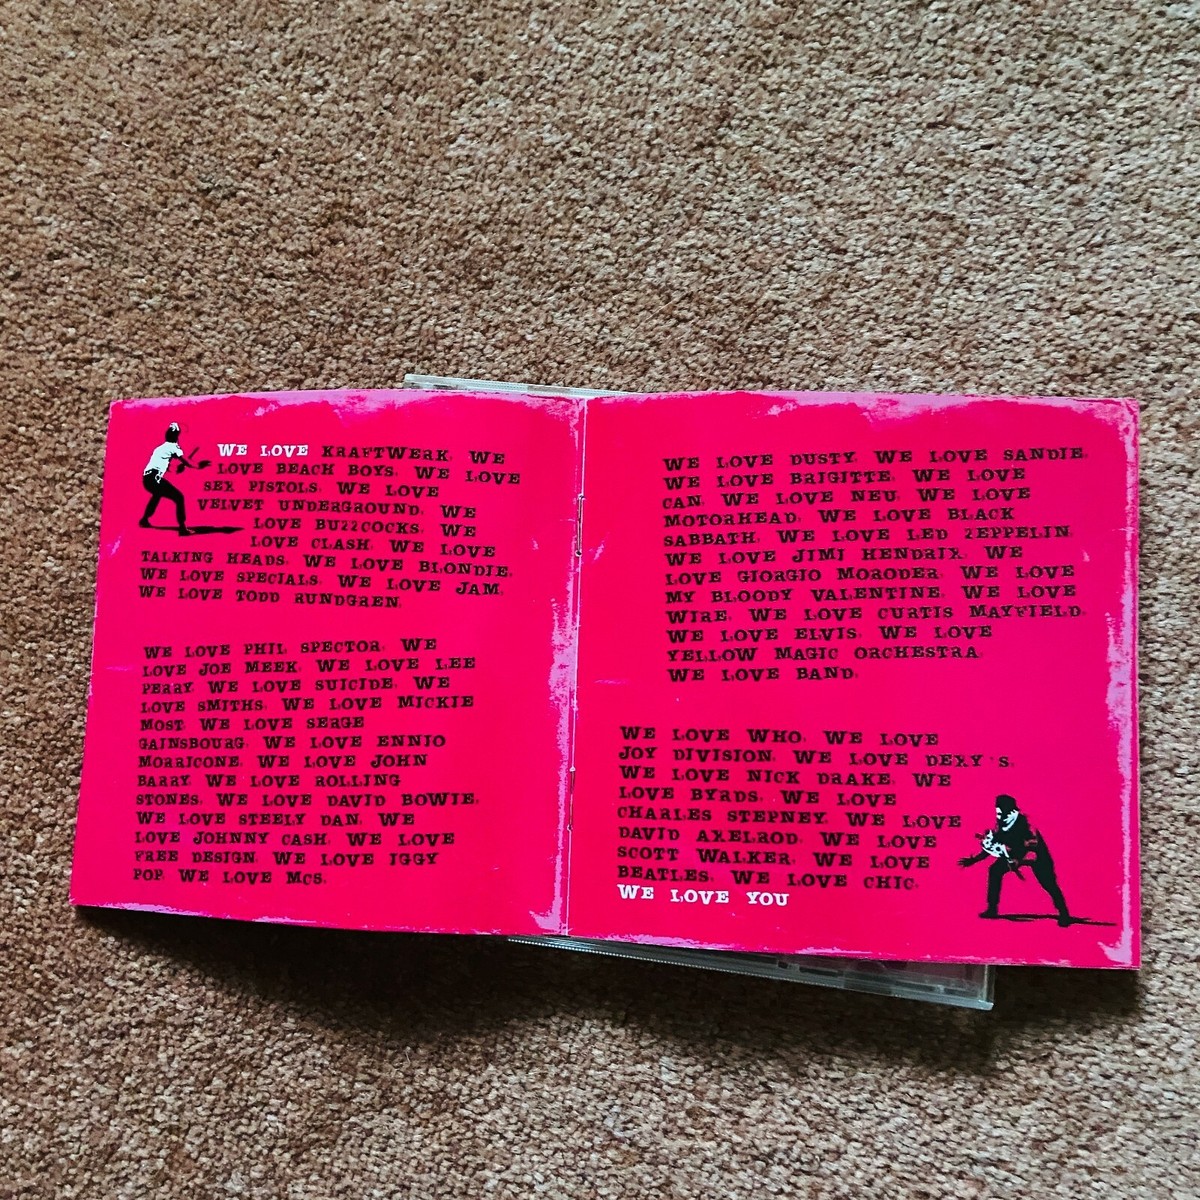 WE LOVE KRAFTWERK, WE
LOVE BEACH BOYS, WE LOVE
SEX PISTOLS, WE LOVE
VELVET UNDERGROUND, WE
LOVE BUZZCOCKS, WE
LOVE CLASH, WE LOVE
TALKING HEADS, WE LOVE BLONDIE,
WE LOVE SPECIALS, WE LOVE JAM,
WE LOVE TODD RUNDGREN,
WE LOVE PHIL SPECTOR, WE
LOVE JOE MEEK, WE LOVE LEE
PERRY, WE LOVE SUICIDE, WE
LOVE SMITHS, WE LOVE MICKIE
MOST, WE LOVE SERGE
GAINSBOURG, WE LOVE ENNIO
MORRICONE, WE LOVE JOHN
BARRY, WE LOVE ROLLING
STONES, WE LOVE DAVID BOWIE,
WE LOVE STEELY DAN, WE
LOVE JOHNNY CASH, WE LOVE
FREE DESIGN, WE LOVE IGGY
POP, WE LOVE MC5,
WE LOVE DUSTY, WE LOVE SANDIE,
WE LOVE BRIGITTE, WE LOVE
CAN, WE LOVE NEU, WE LOVE
MOTORHEAD, WE LOVE BLACK
SABBATH, WE LOVE LED ZEPPELIN,
WE LOVE JIMI HENDRIX, WE
LOVE GIORGIO MORODER, WE LOVE
MY BLOODY VALENTINE, WE LOVE
WIRE, WE LOVE CURTIS MAYFIELD,
WE LOVE ELVIS, WE LOVE
YELLOW MAGIC ORCHESTRA,
WE LOVE BAND,
WE LOVE WHO, WE LOVE
JOY DIVISION, WE LOVE DEXY'S,
WE LOVE NICK DRAKE, WE
LOVE BYRDS, WE LOVE
CHARLES STEPNEY, WE LOVE
DAVID AXELROD, WE LOVE
SCOTT WALKER, WE LOVE
BEATLES, WE LOVE CHIC,
WE LOVE YOU